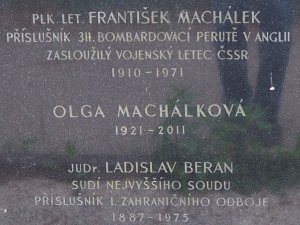 PLK. LET. FRANTIŠEK MACHÁLEK
PŘÍSLUŠNÍK 311. BOMBARDOVACÍ PERUTĚ V ANGLII
ZASLOUŽILÝ VOJENSKÝ LETEC ČSSR
1910-1971
OLGA MACHÁLKOVÁ
1921-2011
JUDr. LADISLAV BERAN
SUDÍ NEJVYŠŠÍHO SOUDU
PŘÍSLUŠNÍK I. ZAHRANIČNÍHO ODBOJE
1887-1975